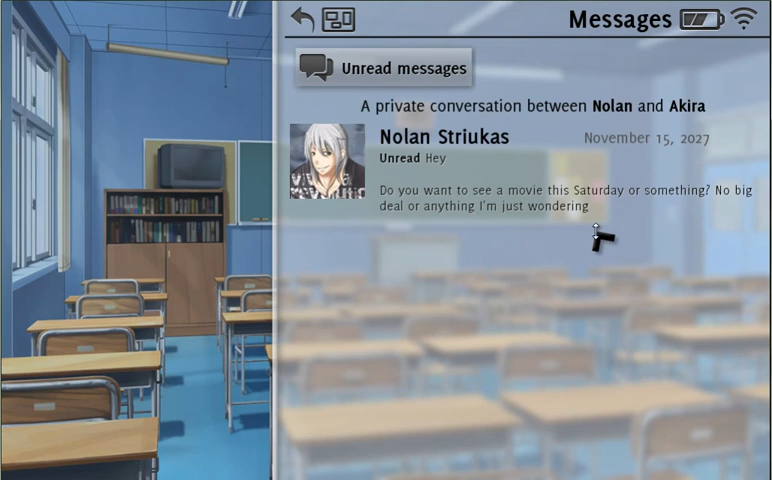 Messages
Unread messages
A private conversation between Nolan and Akira
Nolan Striukas
November 15, 2027
Unread Hey
Do you want to see a movie this Saturday or something? No big
deal or anything I'm just wondering